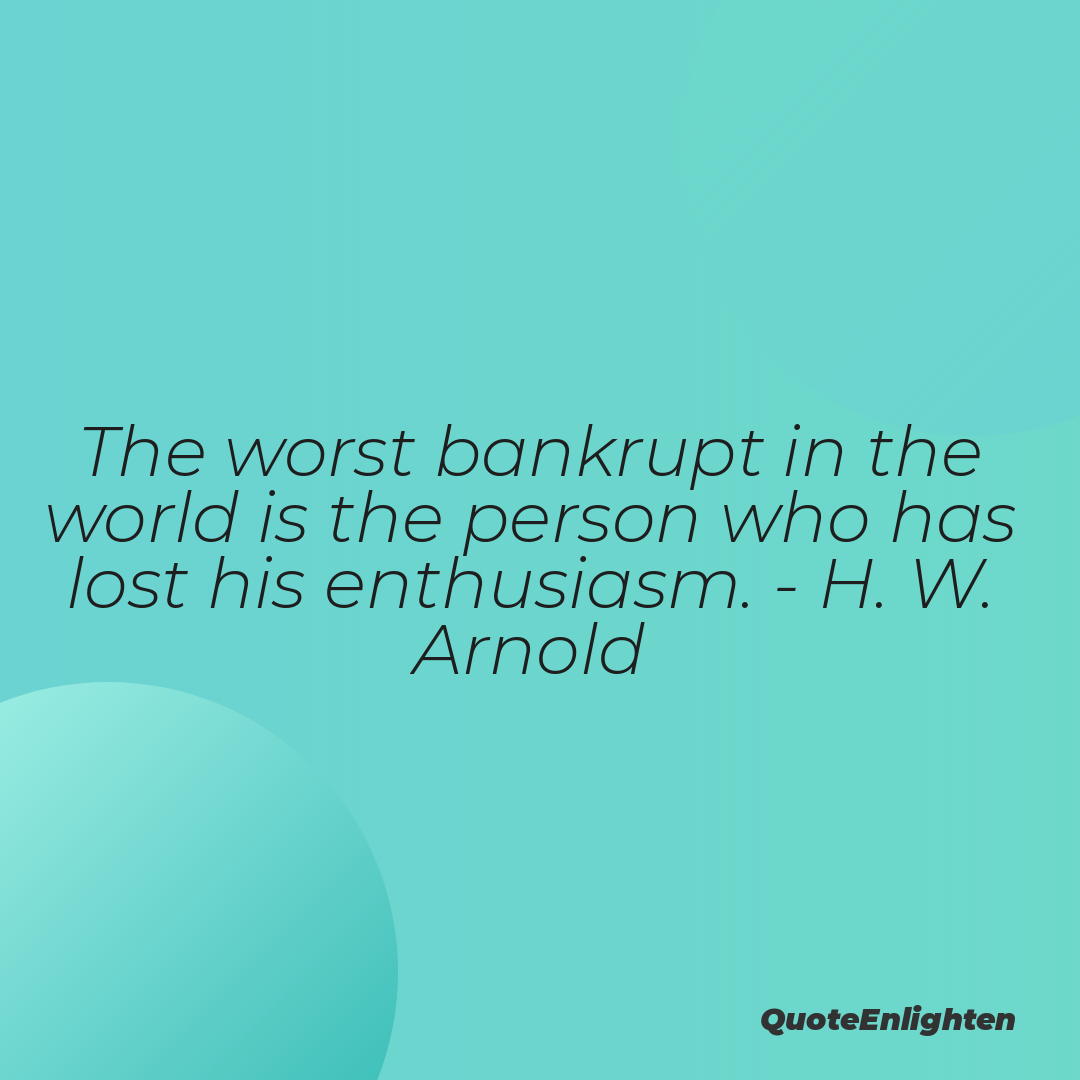 The worst bankrupt in the
world is the person who has
lost his enthusiasm. - H. W.
Arnold
QuoteEnlighten